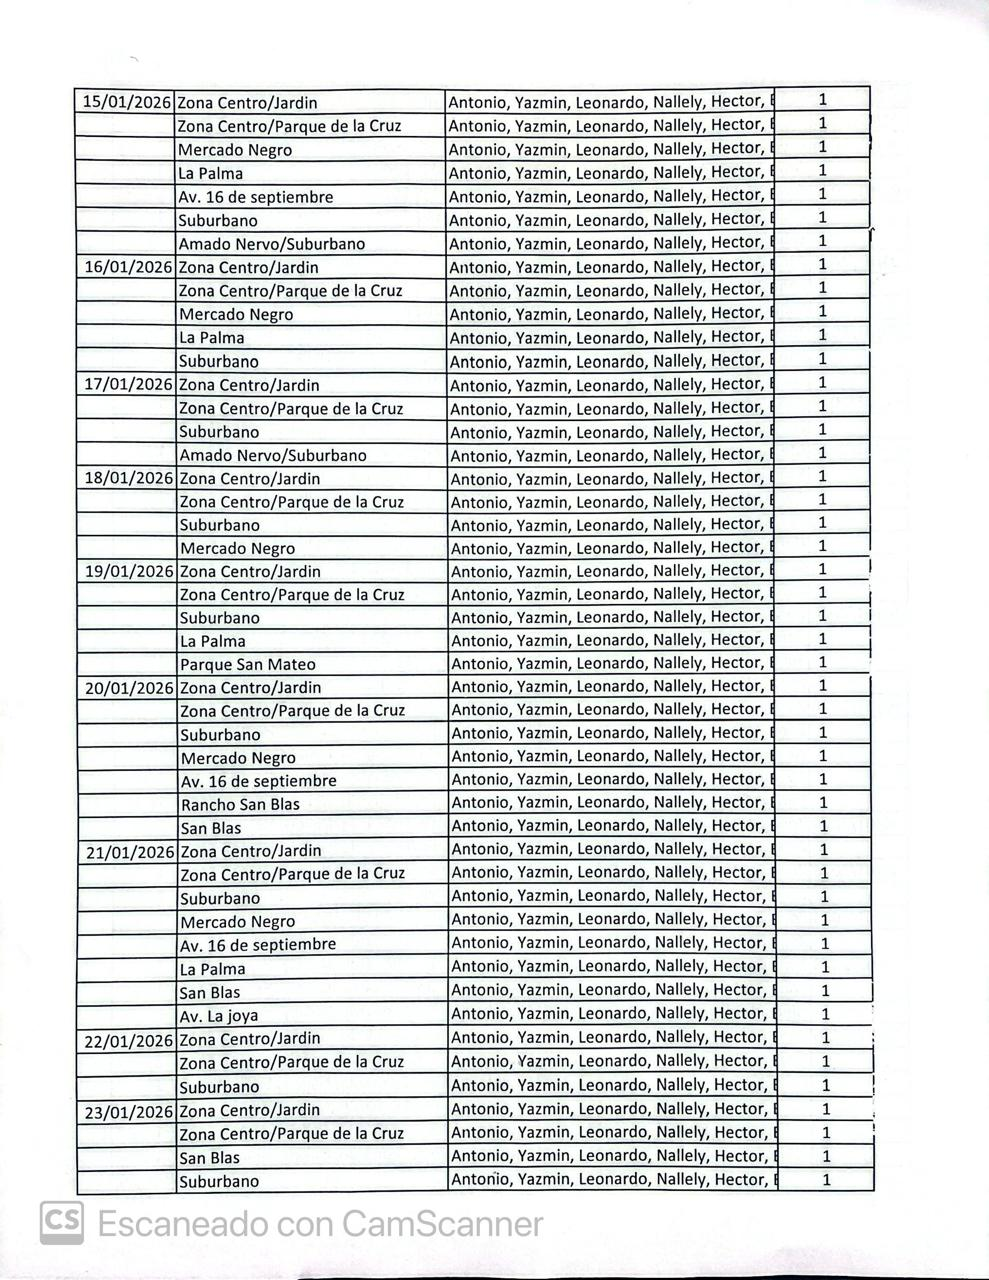 15/01/2026 Zona Centro/Jardin Antonio, Yazmin, Leonardo, Nallely, Hector, 1
Zona Centro/Parque de la Cruz Antonio, Yazmin, Leonardo, Nallely, Hector, 1
Mercado Negro Antonio, Yazmin, Leonardo, Nallely, Hector, 1
La Palma Antonio, Yazmin, Leonardo, Nallely, Hector, 1
Av. 16 de septiembre Antonio, Yazmin, Leonardo, Nallely, Hector, 1
Suburbano Antonio, Yazmin, Leonardo, Nallely, Hector, 1
Amado Nervo/Suburbano Antonio, Yazmin, Leonardo, Nallely, Hector, 1
16/01/2026 Zona Centro/Jardin Antonio, Yazmin, Leonardo, Nallely, Hector, 1
Zona Centro/Parque de la Cruz Antonio, Yazmin, Leonardo, Nallely, Hector, 1
Mercado Negro Antonio, Yazmin, Leonardo, Nallely, Hector, 1
La Palma Antonio, Yazmin, Leonardo, Nallely, Hector, 1
Suburbano Antonio, Yazmin, Leonardo, Nallely, Hector, 1
17/01/2026 Zona Centro/Jardin Antonio, Yazmin, Leonardo, Nallely, Hector, 1
Zona Centro/Parque de la Cruz Antonio, Yazmin, Leonardo, Nallely, Hector, 1
Suburbano Antonio, Yazmin, Leonardo, Nallely, Hector, 1
Amado Nervo/Suburbano Antonio, Yazmin, Leonardo, Nallely, Hector, 1
18/01/2026 Zona Centro/Jardin Antonio, Yazmin, Leonardo, Nallely, Hector, 1
Zona Centro/Parque de la Cruz Antonio, Yazmin, Leonardo, Nallely, Hector, 1
Suburbano Antonio, Yazmin, Leonardo, Nallely, Hector, 1
Mercado Negro Antonio, Yazmin, Leonardo, Nallely, Hector, 1
19/01/2026 Zona Centro/Jardin Antonio, Yazmin, Leonardo, Nallely, Hector, 1
Zona Centro/Parque de la Cruz Antonio, Yazmin, Leonardo, Nallely, Hector, 1
Suburbano Antonio, Yazmin, Leonardo, Nallely, Hector, 1
La Palma Antonio, Yazmin, Leonardo, Nallely, Hector, 1
Parque San Mateo Antonio, Yazmin, Leonardo, Nallely, Hector, 1
20/01/2026 Zona Centro/Jardin Antonio, Yazmin, Leonardo, Nallely, Hector, 1
Zona Centro/Parque de la Cruz Antonio, Yazmin, Leonardo, Nallely, Hector, 1
Suburbano Antonio, Yazmin, Leonardo, Nallely, Hector, 1
Mercado Negro Antonio, Yazmin, Leonardo, Nallely, Hector, 1
Av. 16 de septiembre Antonio, Yazmin, Leonardo, Nallely, Hector, 1
Rancho San Blas Antonio, Yazmin, Leonardo, Nallely, Hector, 1
San Blas Antonio, Yazmin, Leonardo, Nallely, Hector, 1
21/01/2026 Zona Centro/Jardin Antonio, Yazmin, Leonardo, Nallely, Hector, 1
Zona Centro/Parque de la Cruz Antonio, Yazmin, Leonardo, Nallely, Hector, 1
Suburbano Antonio, Yazmin, Leonardo, Nallely, Hector, 1
Mercado Negro Antonio, Yazmin, Leonardo, Nallely, Hector, 1
Av. 16 de septiembre Antonio, Yazmin, Leonardo, Nallely, Hector, 1
La Palma Antonio, Yazmin, Leonardo, Nallely, Hector, 1
San Blas Antonio, Yazmin, Leonardo, Nallely, Hector, 1
Av. La joya Antonio, Yazmin, Leonardo, Nallely, Hector, 1
22/01/2026 Zona Centro/Jardin Antonio, Yazmin, Leonardo, Nallely, Hector, 1
Zona Centro/Parque de la Cruz Antonio, Yazmin, Leonardo, Nallely, Hector, 1
Suburbano Antonio, Yazmin, Leonardo, Nallely, Hector, 1
23/01/2026 Zona Centro/Jardin Antonio, Yazmin, Leonardo, Nallely, Hector, 1
Zona Centro/Parque de la Cruz Antonio, Yazmin, Leonardo, Nallely, Hector, 1
San Blas Antonio, Yazmin, Leonardo, Nallely, Hector, 1
Suburbano Antonio, Yazmin, Leonardo, Nallely, Hector, 1
CS Escaneado con CamScanner